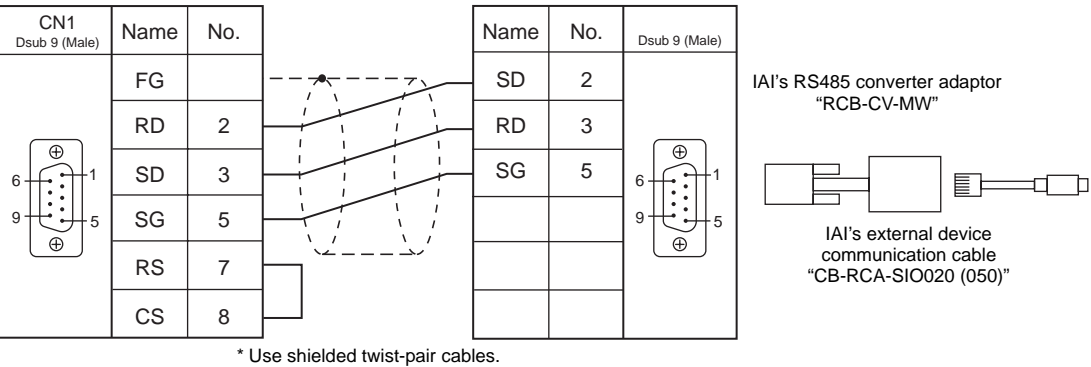 CN1
Dsub 9 (Male)
Name No.
FG
RD 2
SD 3
SG 5
RS 7
CS 8
1
6
9
5
Name No.
Dsub 9 (Male)
SD 2
RD 3
SG 5
1
6
9
5
IAI's RS485 converter adaptor
“RCB-CV-MW”
IAI's external device
communication cable
“CB-RCA-SIO020 (050)”
* Use shielded twist-pair cables.